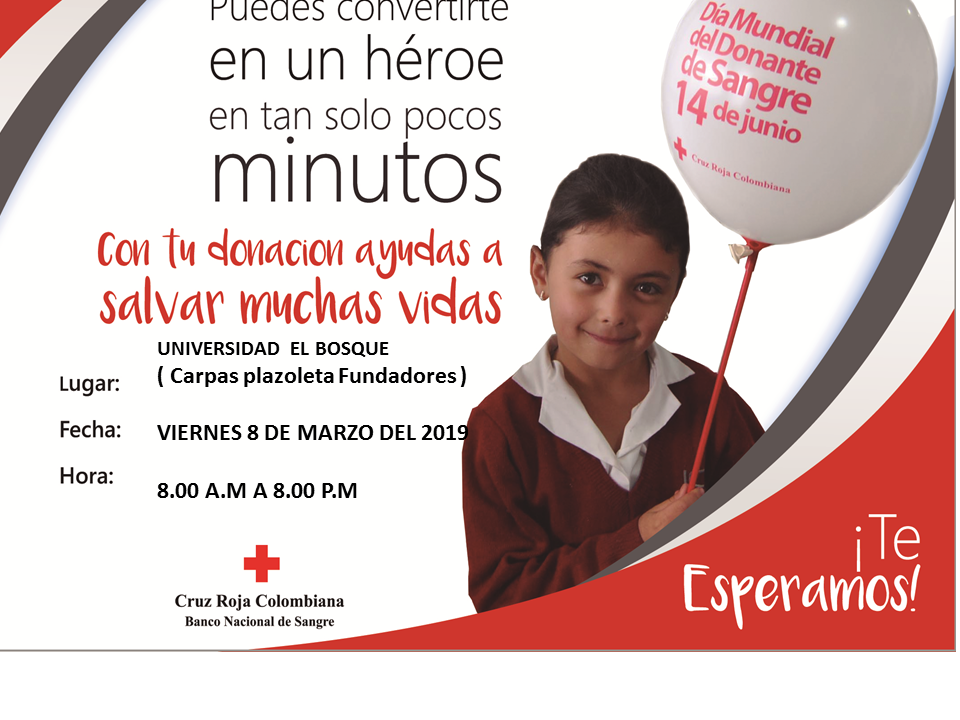 Puedes convertirte
en un héroe
en tan solo pocos
minutos
Con tu donacion ayudas a
salvar muchas vidas
UNIVERSIDAD EL BOSQUE
Lugar: ( Carpas plazoleta Fundadores )
Fecha: VIERNES 8 DE MARZO DEL 2019
Hora: 8.00 A.M A 8.00 P.M
Cruz Roja Colombiana
Banco Nacional de Sangre
Día Mundial
del Donante
de Sangre
14 de junio
Cruz Roja Colombiana
¡Te
Esperamos!